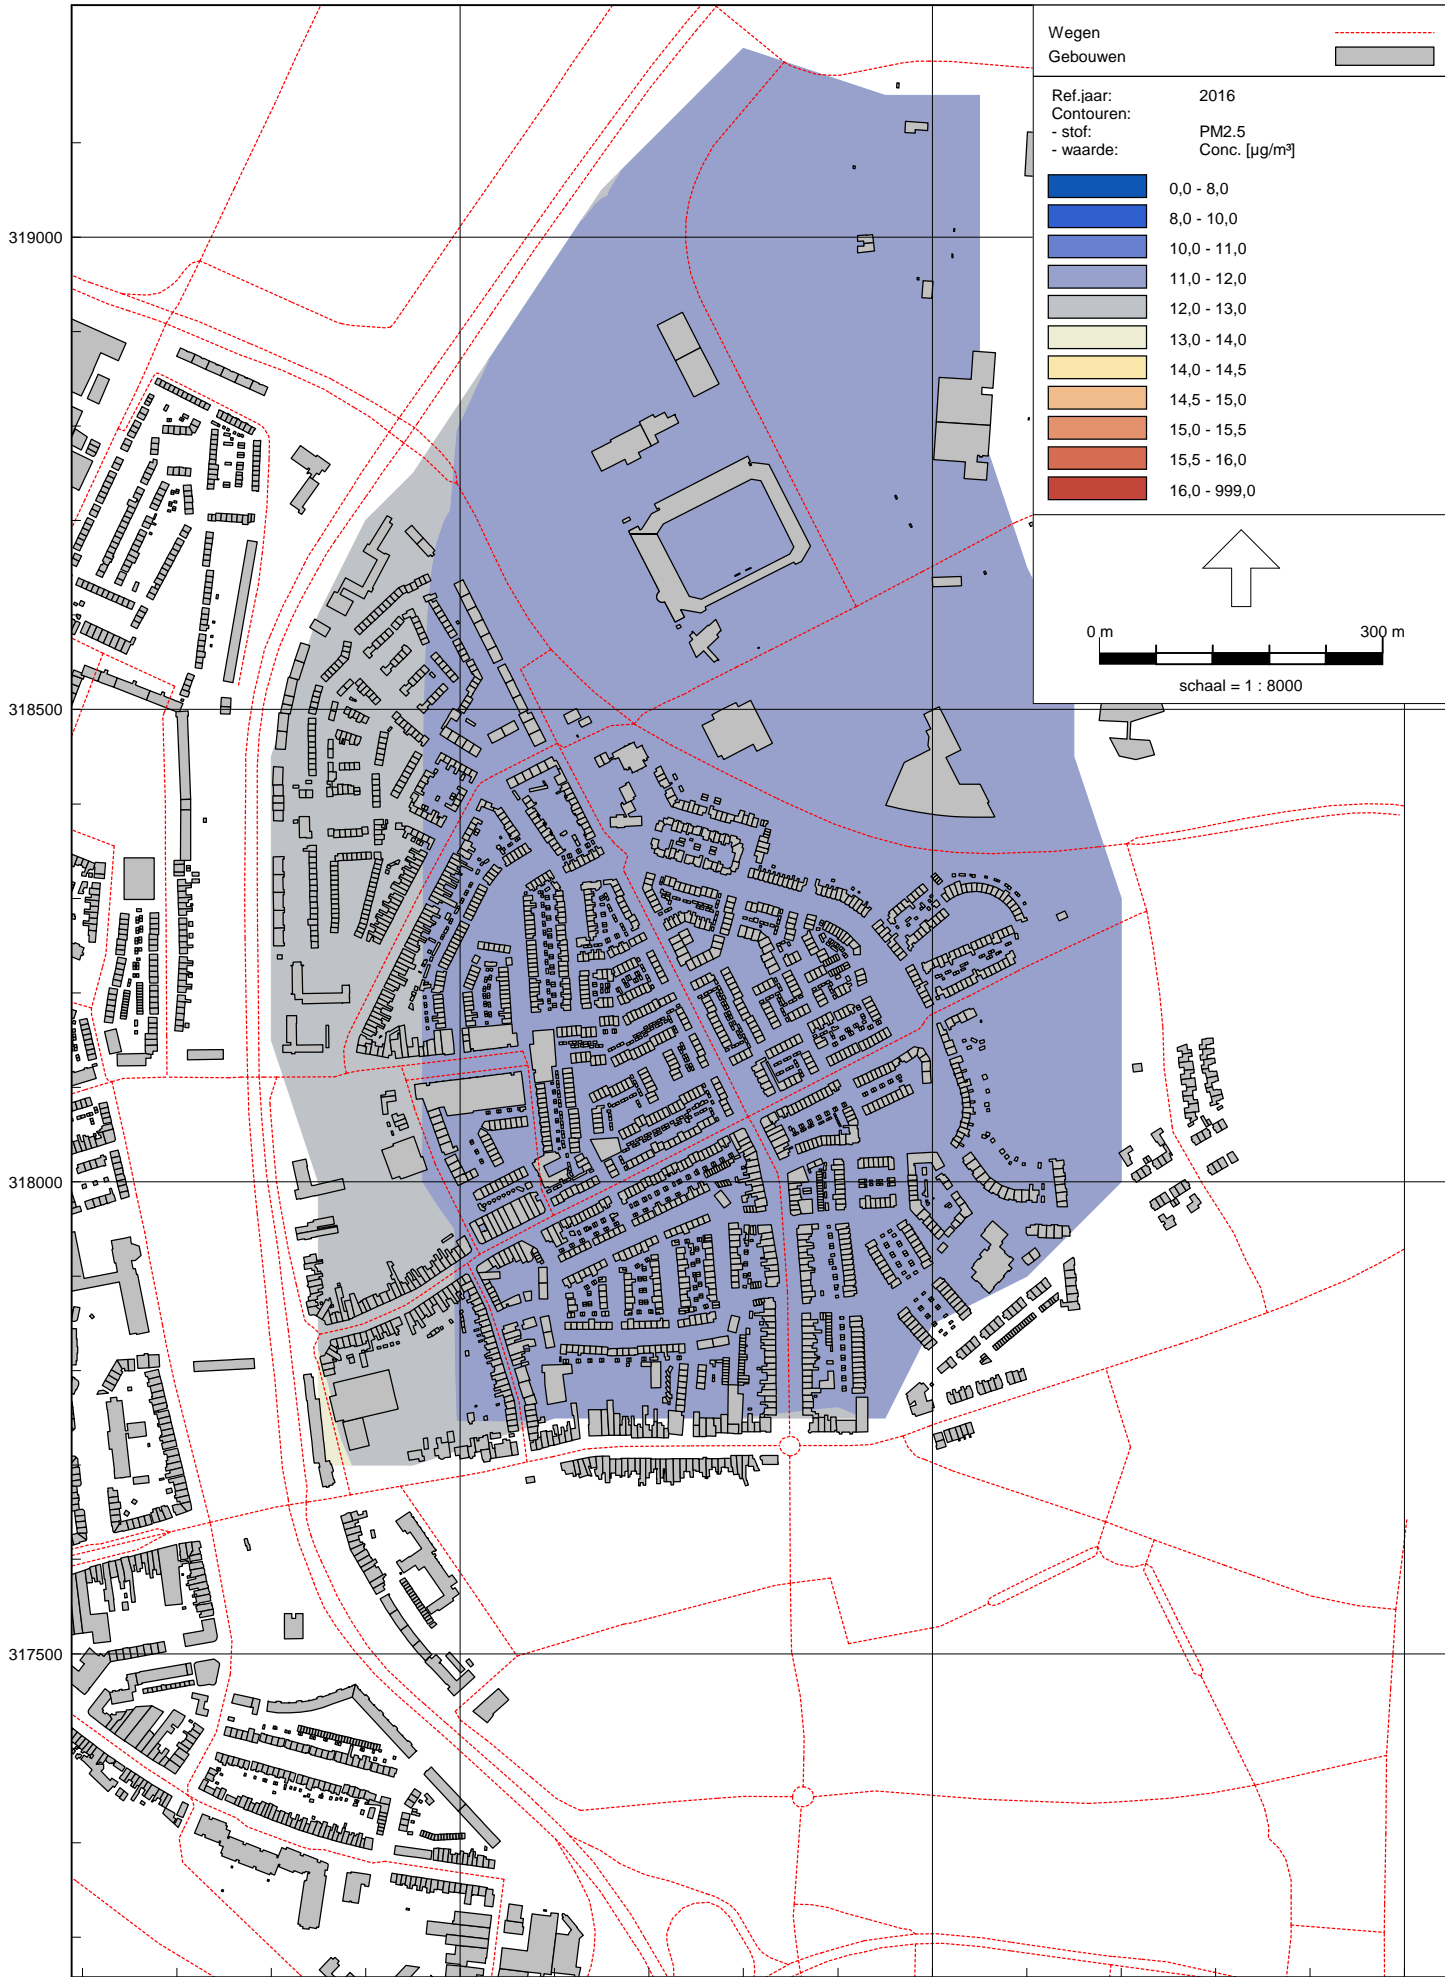 Wegen
Gebouwen
Ref.jaar: 2016
Contouren:
- stof: PM2.5
- waarde: Conc. [µg/m³]
0,0 - 8,0
8,0 - 10,0
10,0 - 11,0
11,0 - 12,0
12,0 - 13,0
13,0 - 14,0
14,0 - 14,5
14,5 - 15,0
15,0 - 15,5
15,5 - 16,0
16,0 - 999,0
0 m 300 m
schaal = 1 : 8000
319000
318500
318000
317500